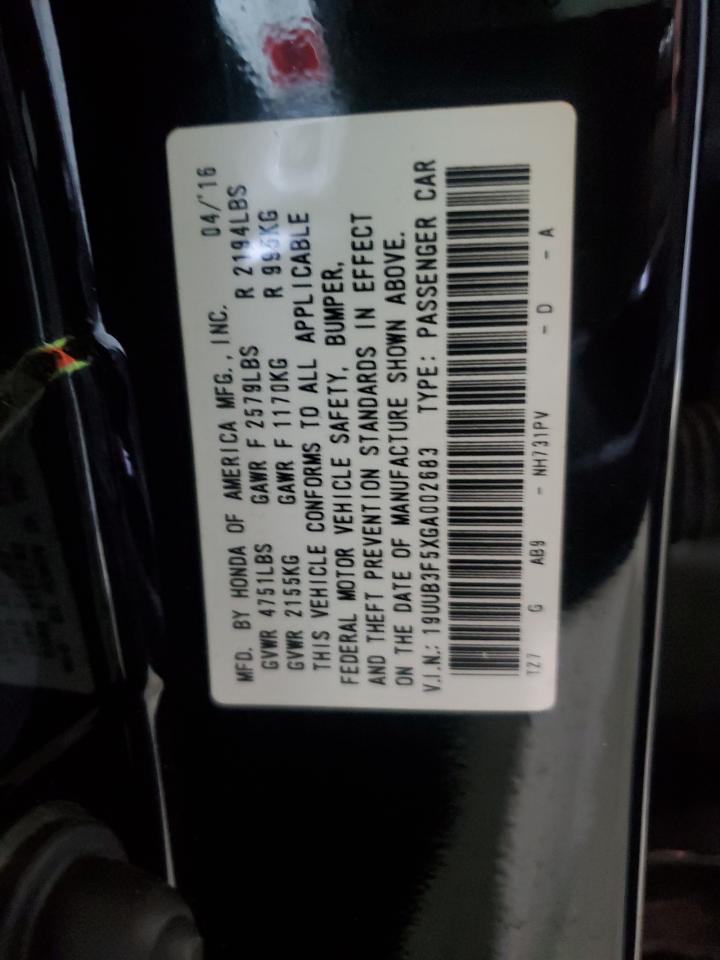 MFD. BY HONDA OF AMERICA MFG., INC. 04/'16
GVWR 4751LBS GAWR F 2579LBS R 2194LBS
GVWR 2155KG GAWR F 1170KG R 995KG
THIS VEHICLE CONFORMS TO ALL APPLICABLE
FEDERAL MOTOR VEHICLE SAFETY, BUMPER,
AND THEFT PREVENTION STANDARDS IN EFFECT
ON THE DATE OF MANUFACTURE SHOWN ABOVE.
V.I.N.: 19UUB3F5XGA002683 TYPE: PASSENGER CAR
TZ7 G AB9 - NH731PV - D - A